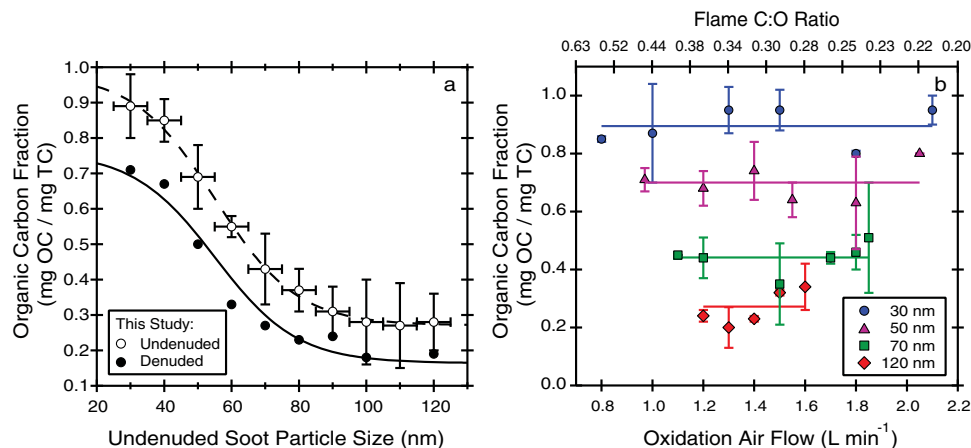 Flame C:O Ratio
0.63 0.52 0.44 0.38 0.34 0.30 0.28 0.25 0.23 0.21 0.20
a
b
1.0
0.9
0.8
0.7
0.6
0.5
0.4
0.3
0.2
0.1
Organic Carbon Fraction
(mg OC / mg TC)
This Study:
Undenuded
Denuded
20 40 60 80 100 120
Undenuded Soot Particle Size (nm)
1.0
0.8
0.6
0.4
0.2
0.0
Organic Carbon Fraction
(mg OC / mg TC)
30 nm
50 nm
70 nm
120 nm
0.8 1.0 1.2 1.4 1.6 1.8 2.0 2.2
Oxidation Air Flow (L min⁻¹)